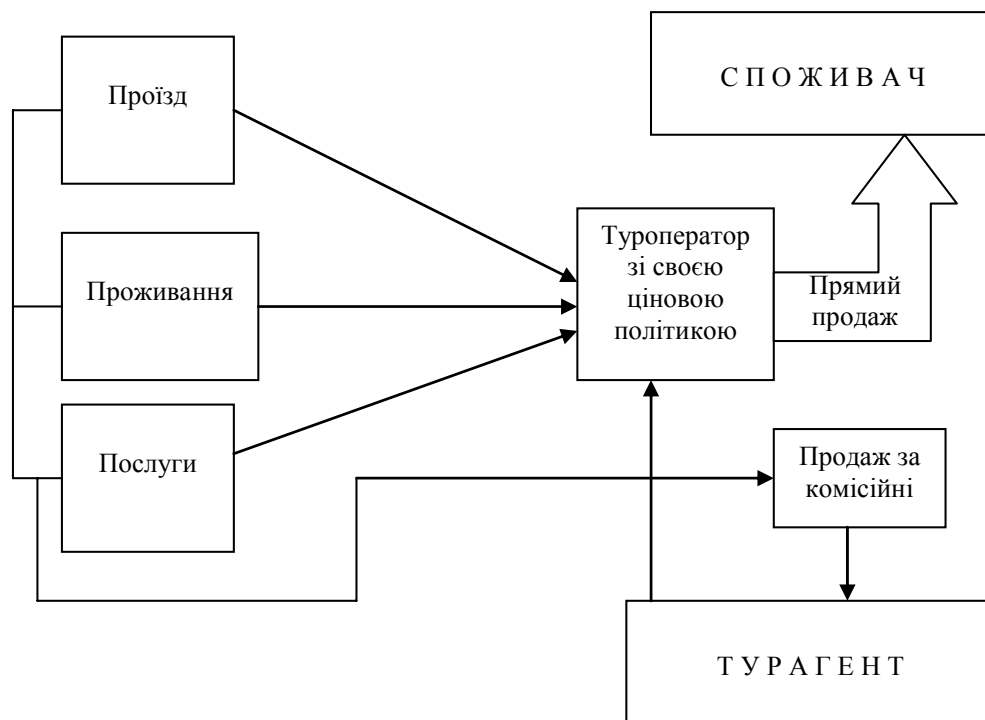 С П О Ж И В А Ч
Проїзд
Проживання
Послуги
Туроператор
зі своєю
ціновою
політикою
Прямий
продаж
Продаж за
комісійні
Т У Р А Г Е Н Т